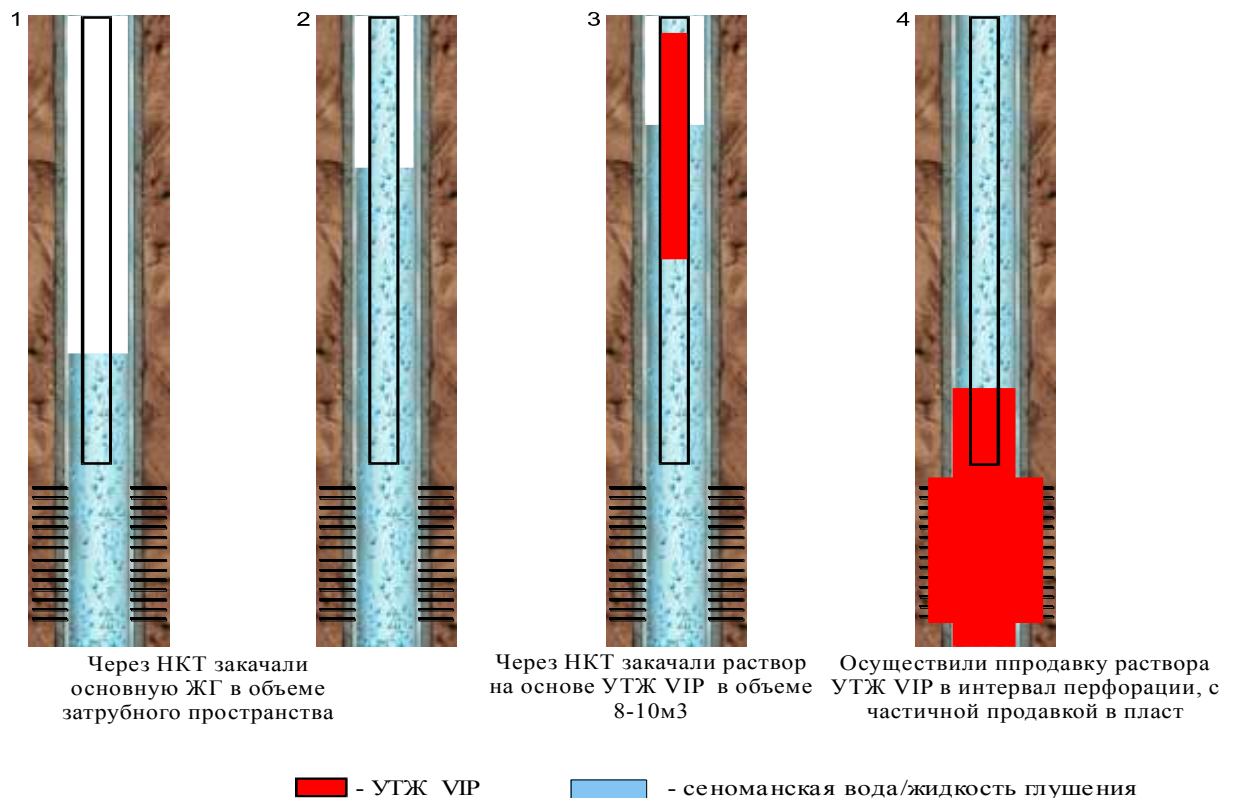 1
2
3
4
Через НКТ закачали
основную ЖГ в объеме
затрубного пространства
Через НКТ закачали раствор
на основе УТЖ VIP в объеме
8-10м3
Осуществили ппродавку раствора
УТЖ VIP в интервал перфорации, с
частичной продавкой в пласт
- УТЖ VIP
- сеноманская вода/жидкость глушения